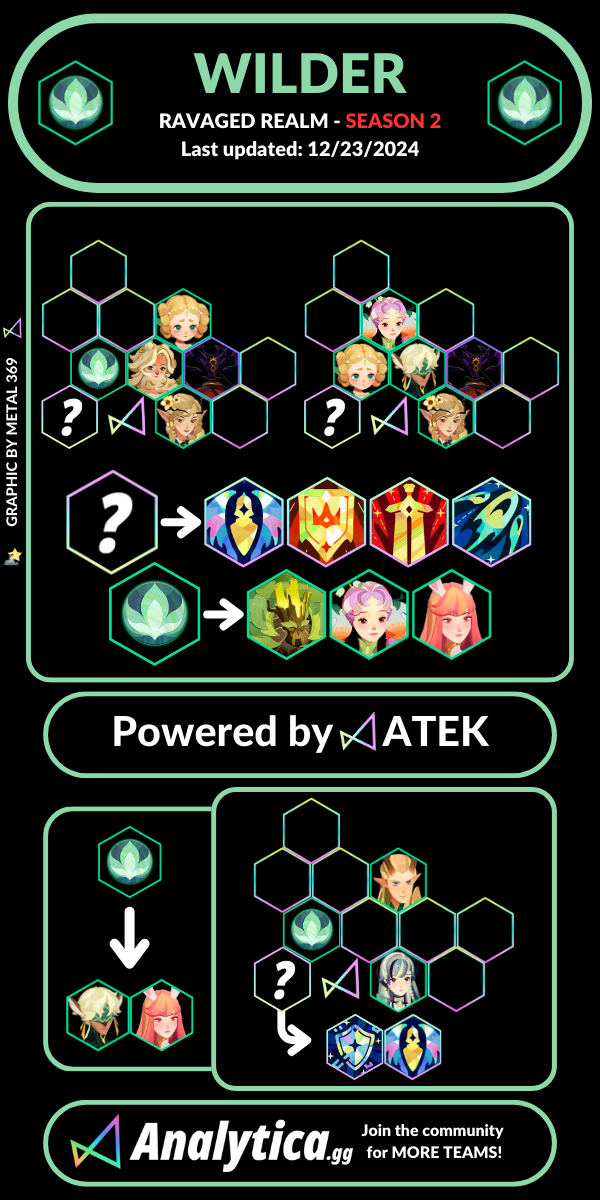 WILDER
RAVAGED REALM - SEASON 2
Last updated: 12/23/2024
GRAPHIC BY METAL 369
?
?
?
Powered by ATEK
?
Analytica.gg
Join the community
for MORE TEAMS!